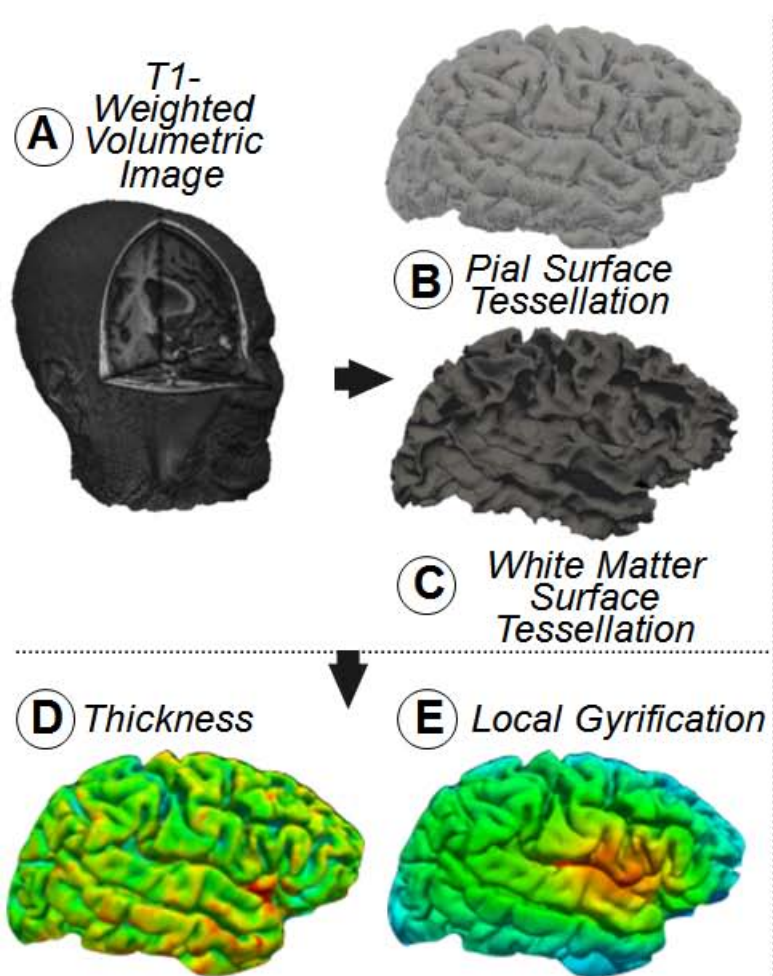 A
T1-
Weighted
Volumetric
Image
B
Pial Surface
Tessellation
C
White Matter
Surface
Tessellation
D Thickness
E Local Gyrification